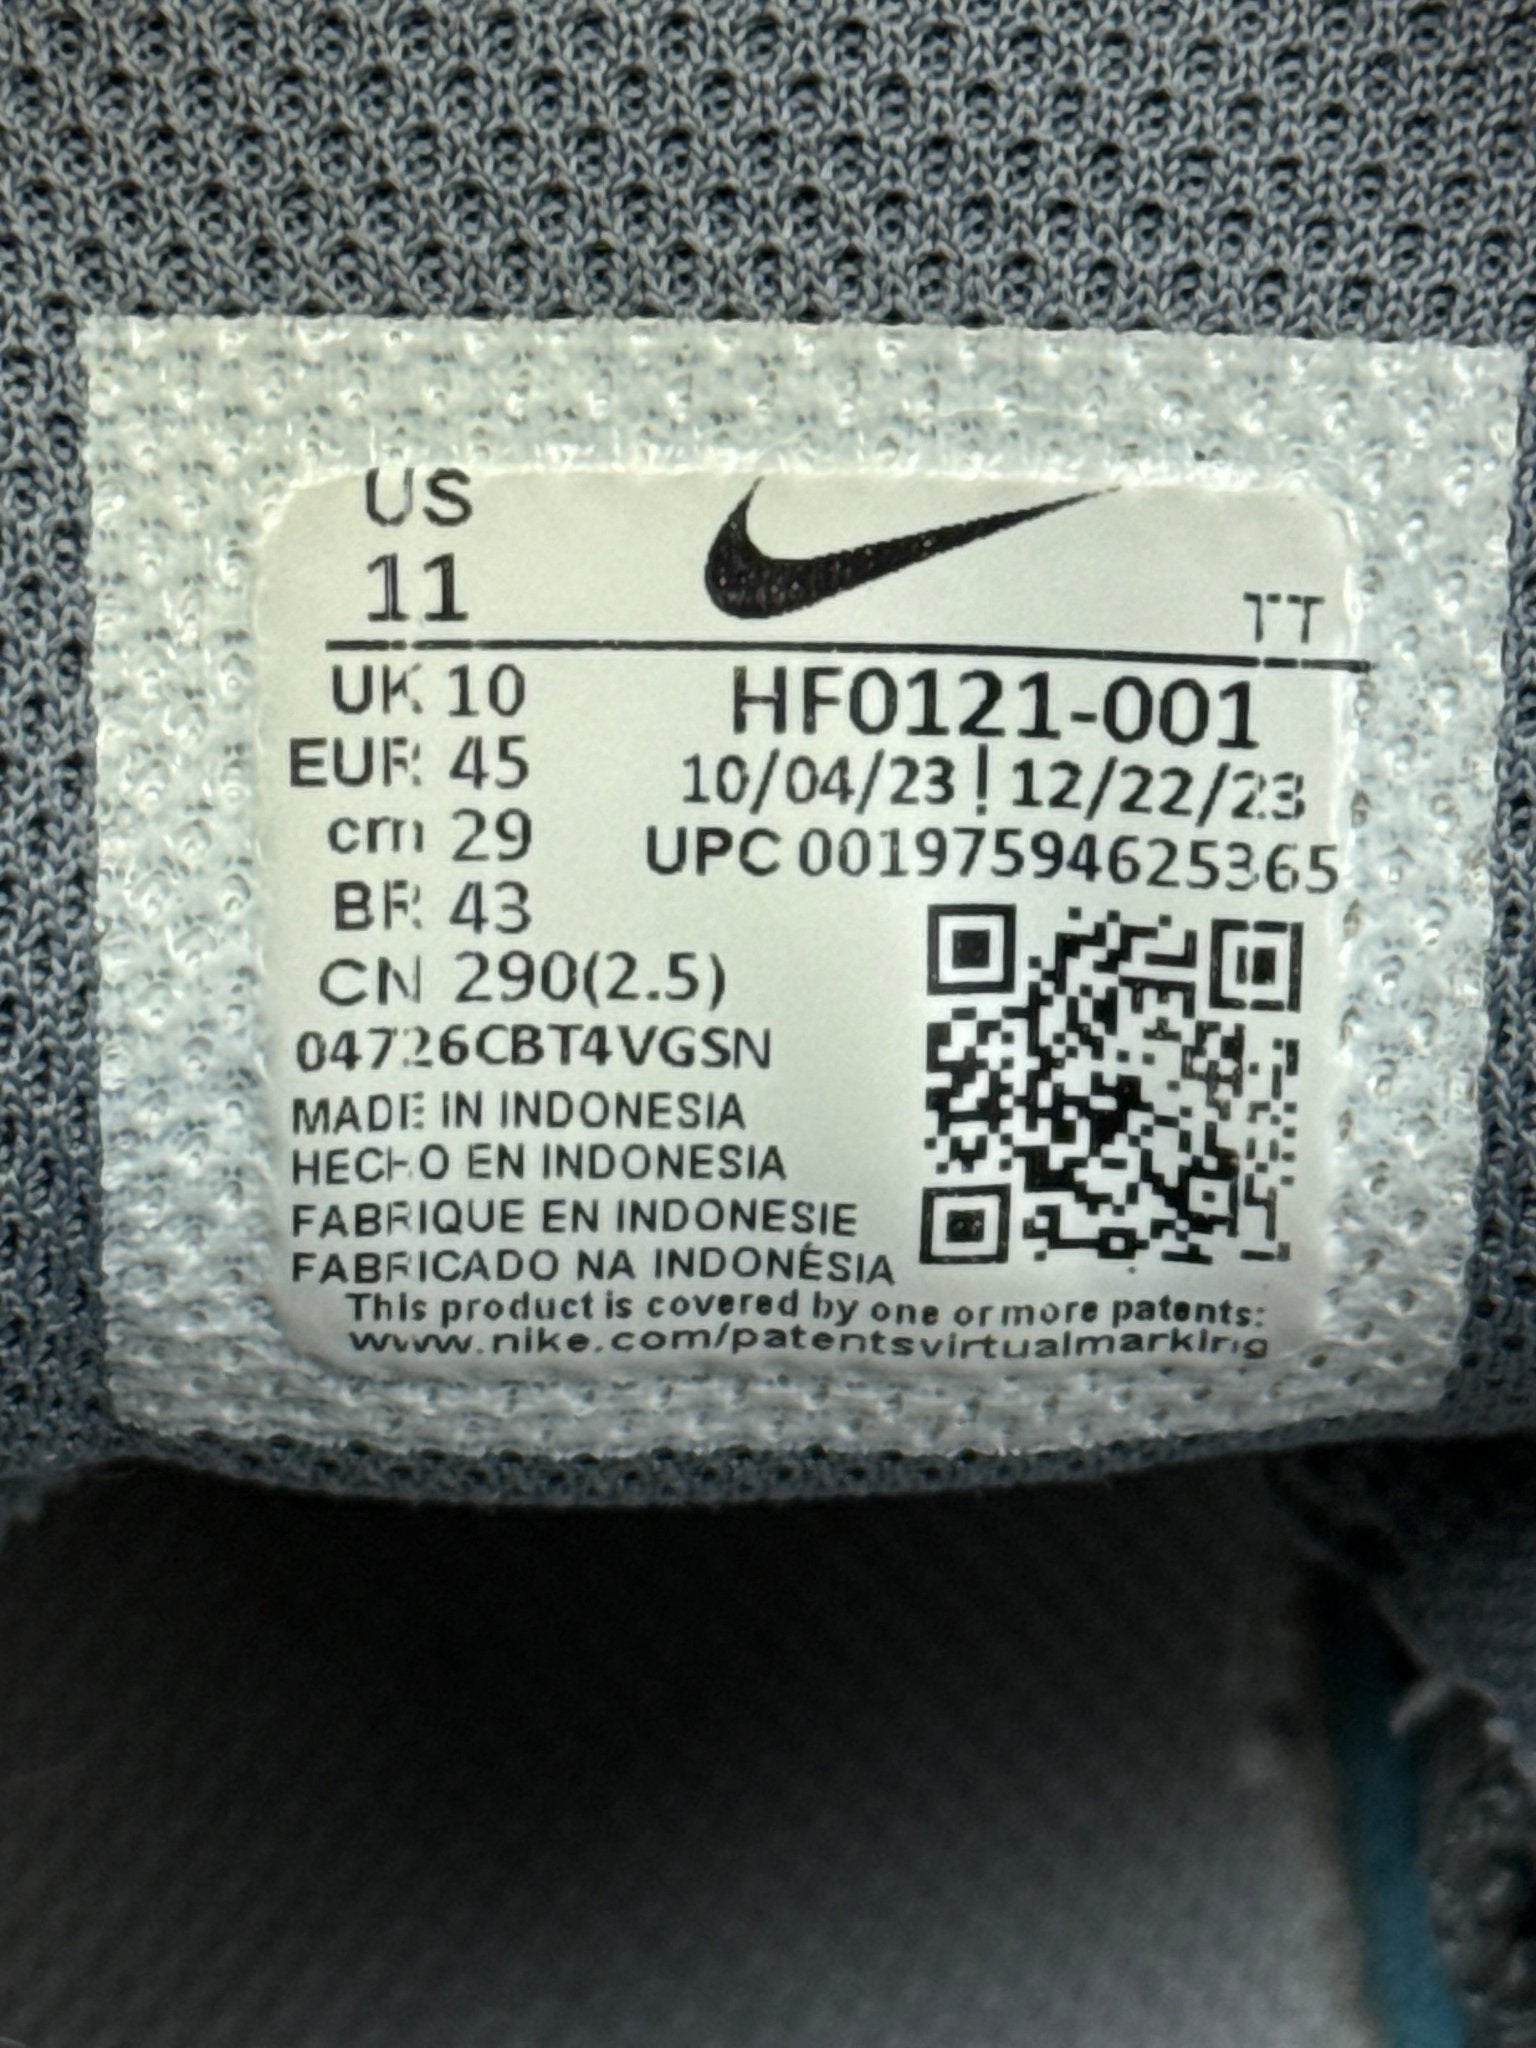 US
11
TT
UK 10
EUR 45
cm 29
BR 43
CN 290(2.5)
HF0121-001
10/04/23 | 12/22/23
UPC 00197594625365
04726CBT4VGSN
MADE IN INDONESIA
HECHO EN INDONESIA
FABRIQUE EN INDONESIE
FABRICADO NA INDONÉSIA
This product is covered by one or more patents:
www.nike.com/patentsvirtualmarking